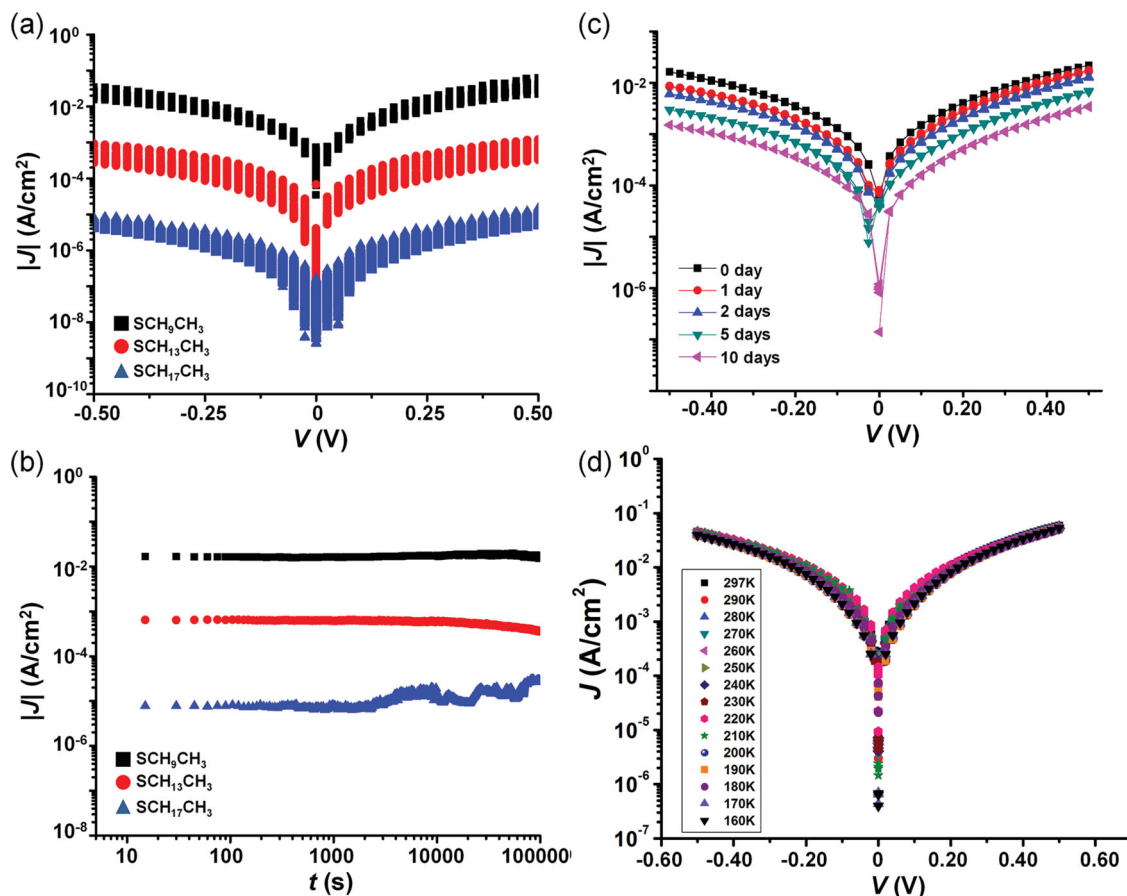 (a)
|J| (A/cm²)
10⁰
10⁻²
10⁻⁴
10⁻⁶
10⁻⁸
10⁻¹⁰
SCH₉CH₃
SCH₁₃CH₃
SCH₁₇CH₃
-0.50 -0.25 0 0.25 0.50
V (V)
(c)
|J| (A/cm²)
10⁻²
10⁻⁴
10⁻⁶
0 day
1 day
2 days
5 days
10 days
-0.40 -0.20 0 0.20 0.40
V (V)
(b)
|J| (A/cm²)
10⁰
10⁻²
10⁻⁴
10⁻⁶
10⁻⁸
SCH₉CH₃
SCH₁₃CH₃
SCH₁₇CH₃
10 100 1000 10000 100000
t (s)
(d)
J (A/cm²)
10⁰
10⁻¹
10⁻²
10⁻³
10⁻⁴
10⁻⁵
10⁻⁶
10⁻⁷
297K
290K
280K
270K
260K
250K
240K
230K
220K
210K
200K
190K
180K
170K
160K
-0.60 -0.40 -0.20 0 0.20 0.40 0.60
V (V)